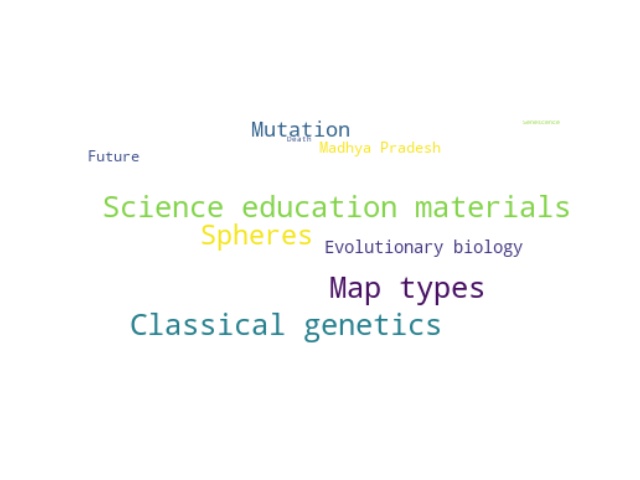 Senescence
Mutation
Death
Madhya Pradesh
Future
Science education materials
Spheres
Evolutionary biology
Map types
Classical genetics